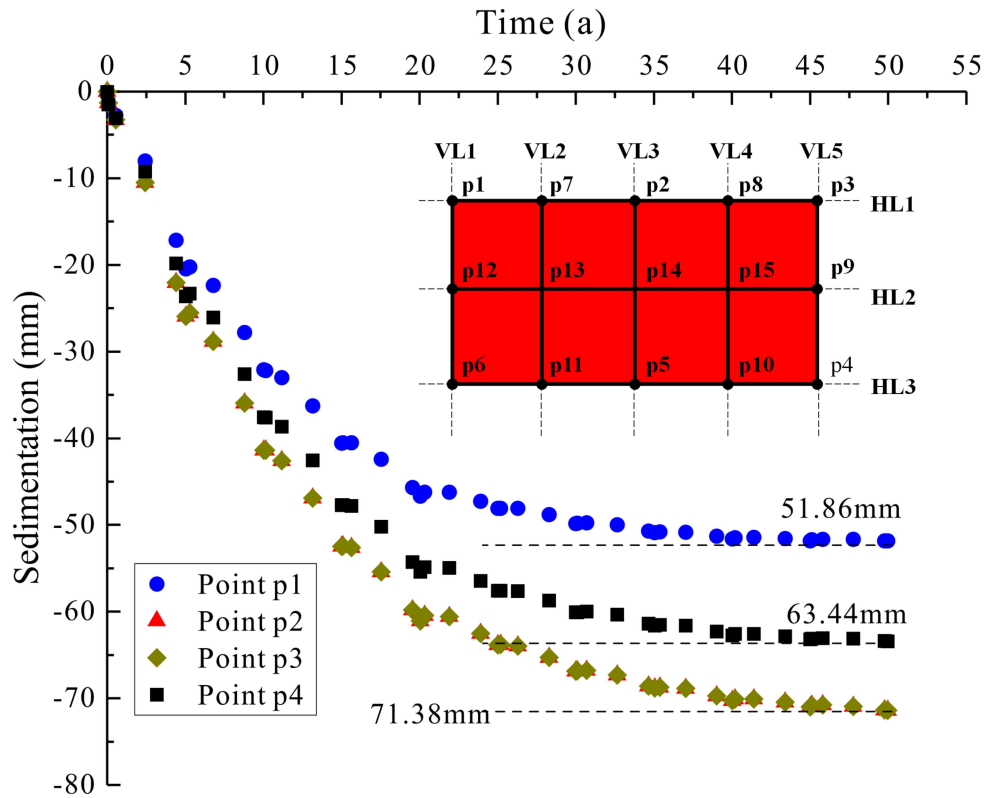 Time (a)
0 5 10 15 20 25 30 35 40 45 50 55
Sedimentation (mm)
-0
-10
-20
-30
-40
-50
-60
-70
-80
VL1 VL2 VL3 VL4 VL5
p1 p7 p2 p8 p3
HL1
p12 p13 p14 p15 p9
HL2
p6 p11 p5 p10 p4
HL3
51.86mm
63.44mm
71.38mm
Point p1
Point p2
Point p3
Point p4